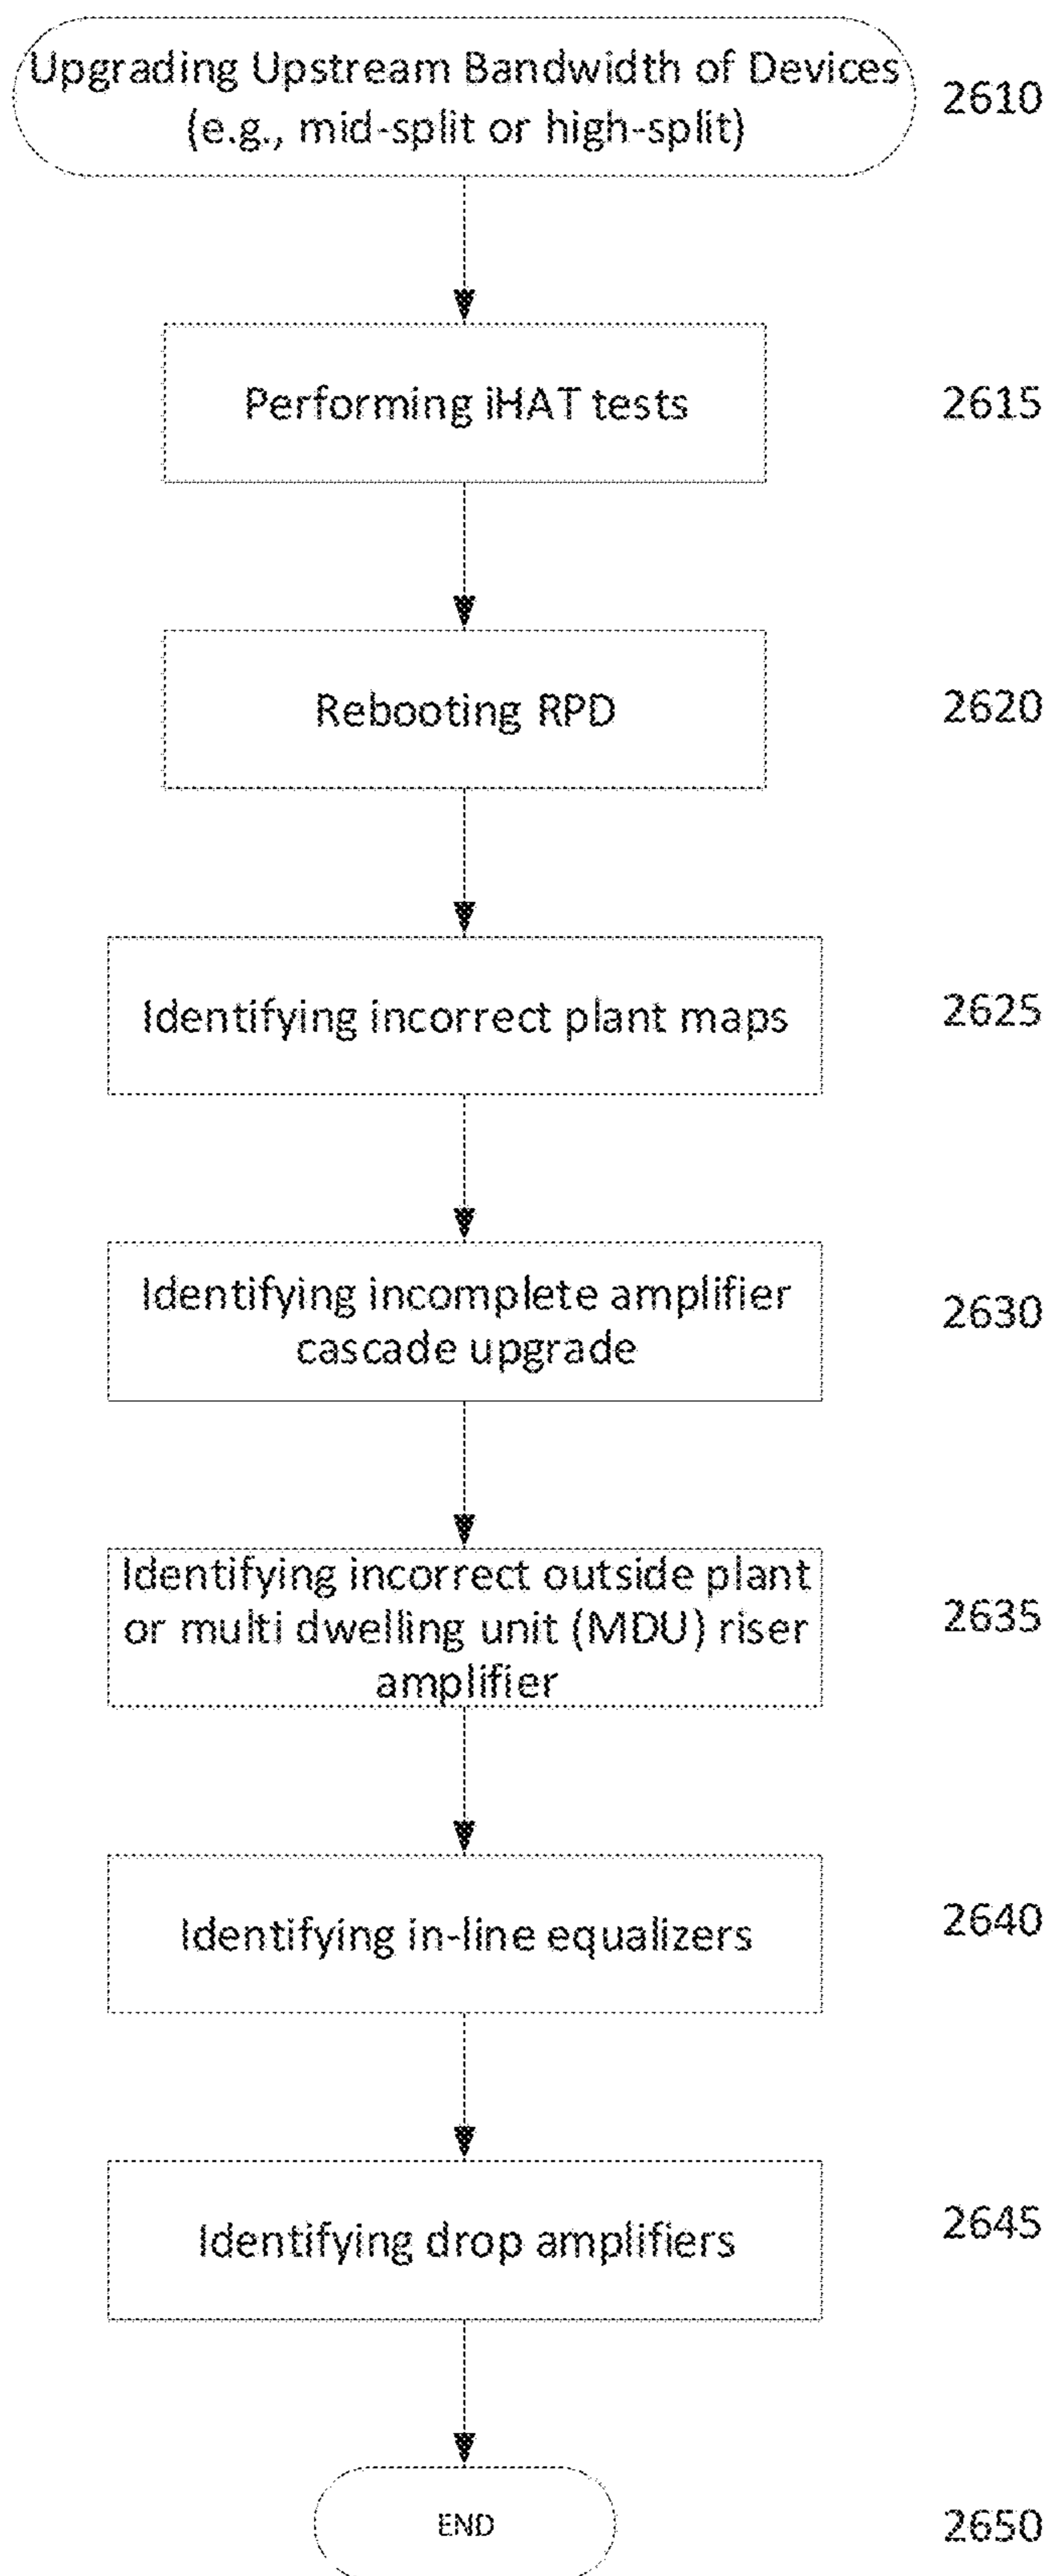 Upgrading Upstream Bandwidth of Devices
(e.g., mid-split or high-split)
2610
Performing iHAT tests
2615
Rebooting RPD
2620
Identifying incorrect plant maps
2625
Identifying incomplete amplifier
cascade upgrade
2630
Identifying incorrect outside plant
or multi dwelling unit (MDU) riser
amplifier
2635
Identifying in-line equalizers
2640
Identifying drop amplifiers
2645
END
2650